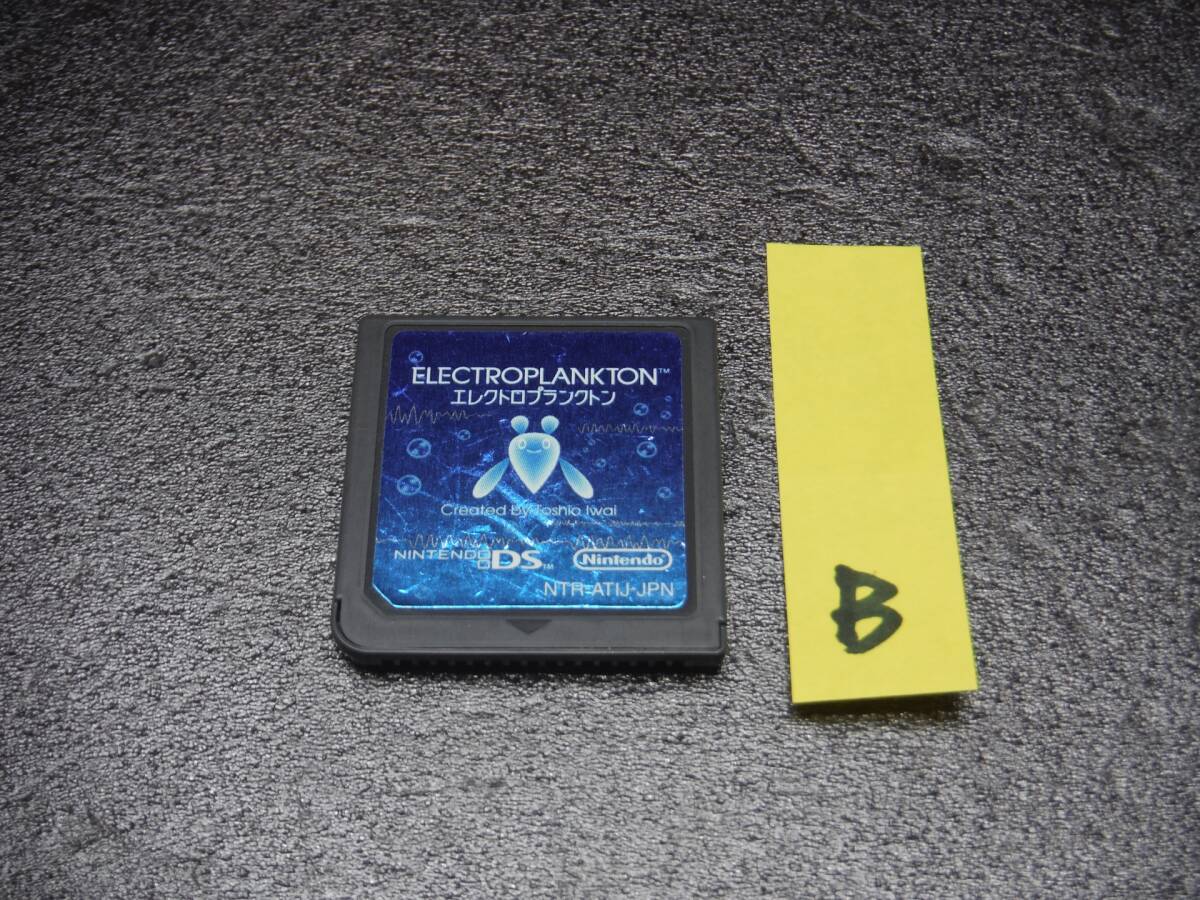 ELECTROPLANKTON™
エレクトロプランクトン
Created by Toshio Iwai
NINTENDO DS™
Nintendo
NTR-ATIJ-JPN
B